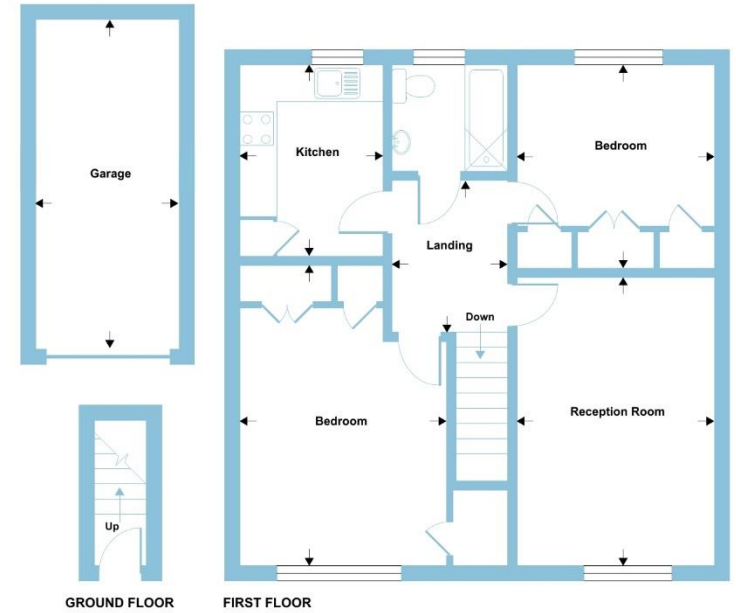 Garage
Kitchen
Bedroom
Landing
Down
Bedroom
Reception Room
Up
GROUND FLOOR
FIRST FLOOR